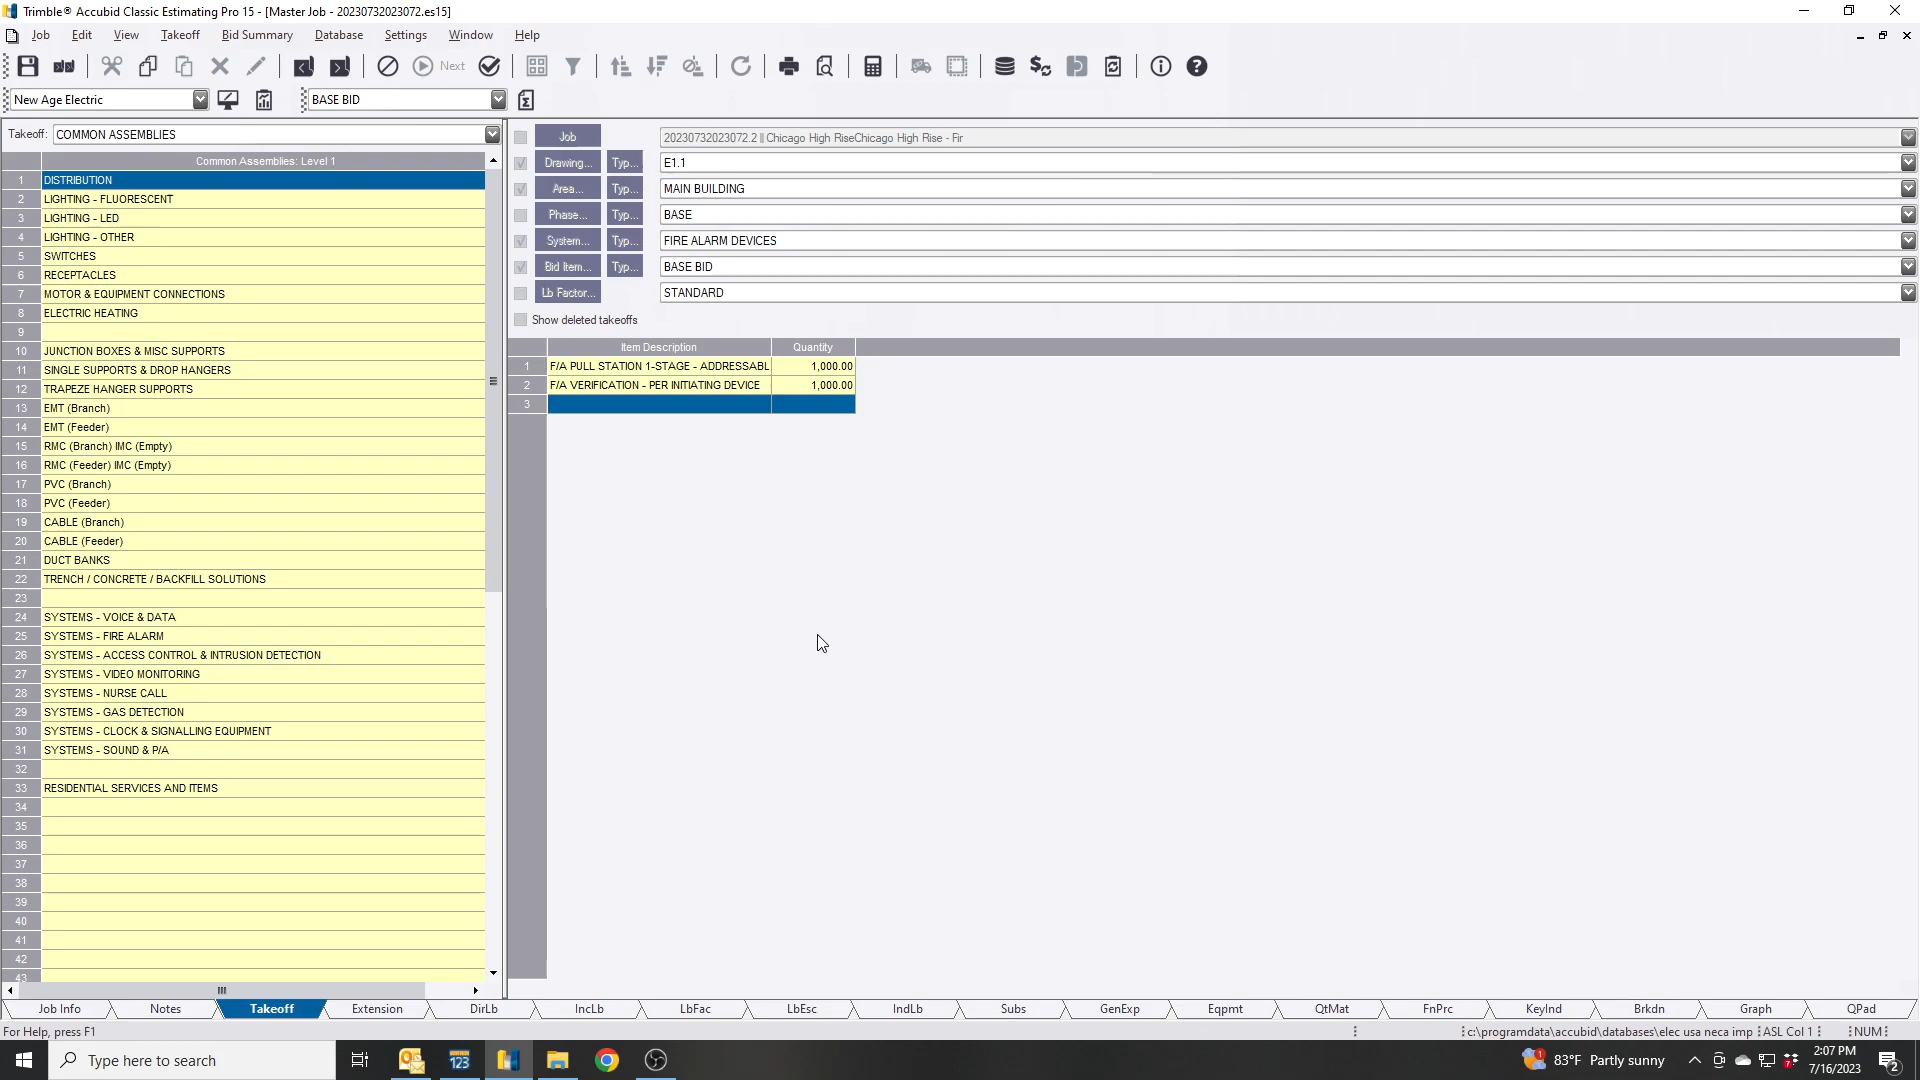 Trimble® Accubid Classic Estimating Pro 15 - [Master Job - 20230732023072.es15]
Job Edit View Takeoff Bid Summary Database Settings Window Help
Next
New Age Electric BASE BID
Takeoff: COMMON ASSEMBLIES
Common Assemblies: Level 1
1 DISTRIBUTION
2 LIGHTING - FLUORESCENT
3 LIGHTING - LED
4 LIGHTING - OTHER
5 SWITCHES
6 RECEPTACLES
7 MOTOR & EQUIPMENT CONNECTIONS
8 ELECTRIC HEATING
9
10 JUNCTION BOXES & MISC SUPPORTS
11 SINGLE SUPPORTS & DROP HANGERS
12 TRAPEZE HANGER SUPPORTS
13 EMT (Branch)
14 EMT (Feeder)
15 RMC (Branch) IMC (Empty)
16 RMC (Feeder) IMC (Empty)
17 PVC (Branch)
18 PVC (Feeder)
19 CABLE (Branch)
20 CABLE (Feeder)
21 DUCT BANKS
22 TRENCH / CONCRETE / BACKFILL SOLUTIONS
23
24 SYSTEMS - VOICE & DATA
25 SYSTEMS - FIRE ALARM
26 SYSTEMS - ACCESS CONTROL & INTRUSION DETECTION
27 SYSTEMS - VIDEO MONITORING
28 SYSTEMS - NURSE CALL
29 SYSTEMS - GAS DETECTION
30 SYSTEMS - CLOCK & SIGNALLING EQUIPMENT
31 SYSTEMS - SOUND & P/A
32
33 RESIDENTIAL SERVICES AND ITEMS
34
35
36
37
38
39
40
41
42
43
Job 20230732023072.2 || Chicago High RiseChicago High Rise - Fir
Drawing... Typ... E1.1
Area... Typ... MAIN BUILDING
Phase... Typ... BASE
System... Typ... FIRE ALARM DEVICES
Bid Item... Typ... BASE BID
Lb Factor... STANDARD
Show deleted takeoffs
Item Description Quantity
1 F/A PULL STATION 1-STAGE - ADDRESSABL 1,000.00
2 F/A VERIFICATION - PER INITIATING DEVICE 1,000.00
3
Job Info Notes Takeoff Extension DirLb IncLb LbFac LbEsc IndLb Subs GenExp Eqpmt QtMat FnPrc KeyInd Brkdn Graph QPad
For Help, press F1 c:\programdata\accubid\databases\elec usa neca imp ASL Col 1 NUM
Type here to search 123 83°F Partly sunny 2:07 PM
7/16/2023 2